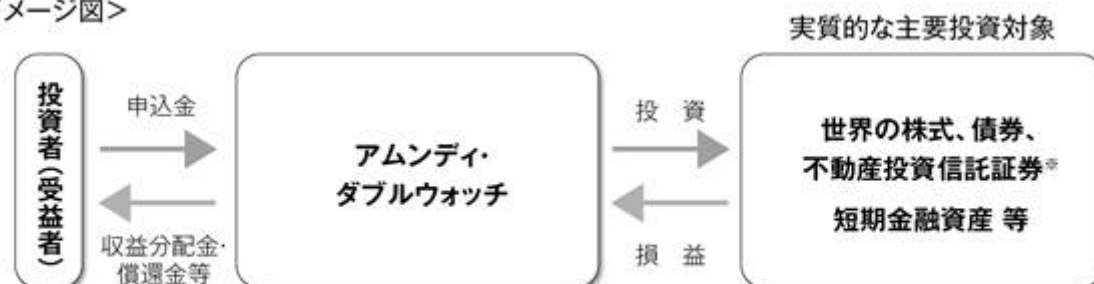 メージ図>
実質的な主要投資対象
投資者(受益者)
申込金
収益分配金・
償還金等
アムンディ・
ダブルウォッチ
投 資
損 益
世界の株式、債券、
不動産投資信託証券※
短期金融資産 等